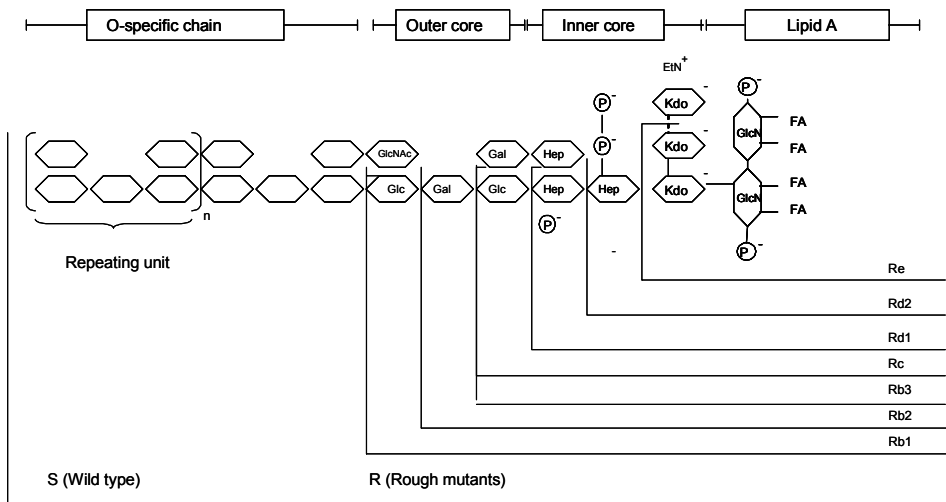 O-specific chain Outer core Inner core Lipid A
EtN+
P- Kdo - P-
GlcN FA
P- Kdo - FA
GlcNAc Gal Hep
Glc Gal Glc Hep Hep Kdo - GlcN FA
FA
n P- P-
Repeating unit -
Re
Rd2
Rd1
Rc
Rb3
Rb2
Rb1
S (Wild type) R (Rough mutants)